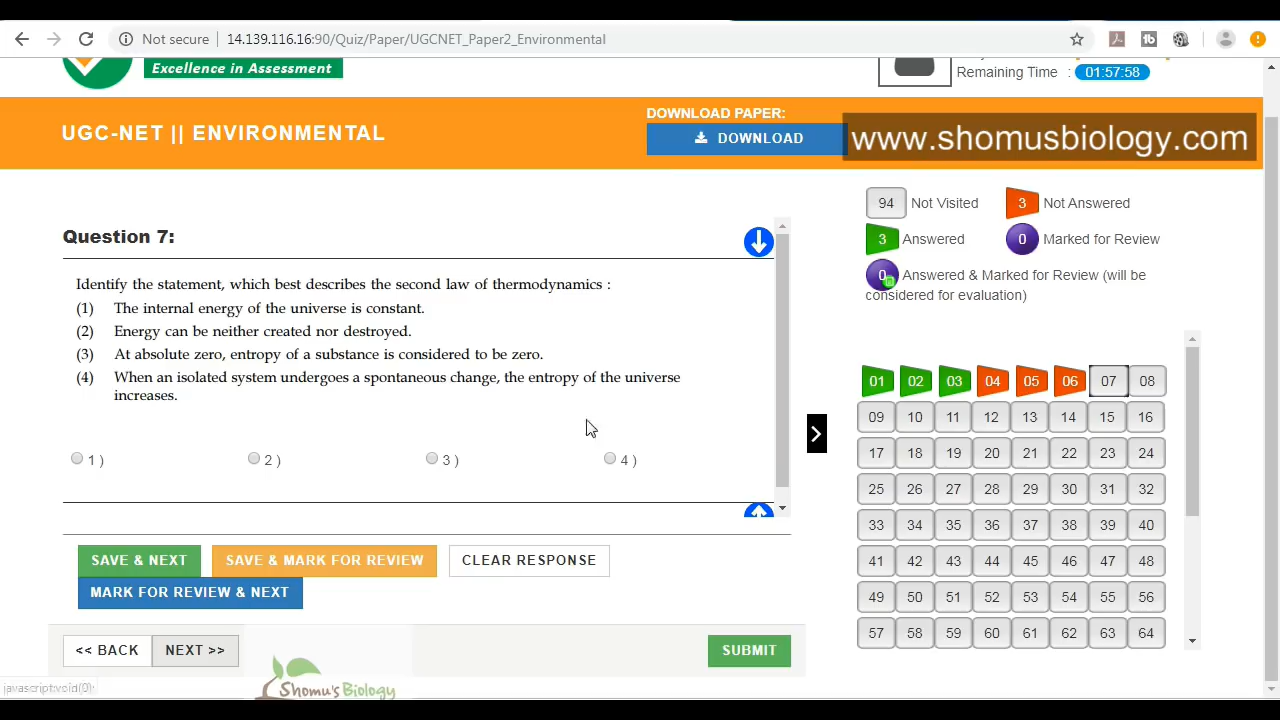 Not secure
14.139.116.16:90/Quiz/Paper/UGCNET_Paper2_Environmental
Excellence in Assessment
Remaining Time : 01:57:58
UGC-NET || ENVIRONMENTAL
DOWNLOAD PAPER:
DOWNLOAD
www.shomusbiology.com
94 Not Visited
3 Not Answered
3 Answered
0 Marked for Review
0 Answered & Marked for Review (will be
considered for evaluation)
Question 7:
Identify the statement, which best describes the second law of thermodynamics :
(1) The internal energy of the universe is constant.
(2) Energy can be neither created nor destroyed.
(3) At absolute zero, entropy of a substance is considered to be zero.
(4) When an isolated system undergoes a spontaneous change, the entropy of the universe
increases.
1 )
2 )
3 )
4 )
01 02 03 04 05 06 07 08
09 10 11 12 13 14 15 16
17 18 19 20 21 22 23 24
25 26 27 28 29 30 31 32
33 34 35 36 37 38 39 40
41 42 43 44 45 46 47 48
49 50 51 52 53 54 55 56
57 58 59 60 61 62 63 64
SAVE & NEXT
SAVE & MARK FOR REVIEW
CLEAR RESPONSE
MARK FOR REVIEW & NEXT
<< BACK
NEXT >>
SUBMIT
javascript:void(0);
Shomu's Biology